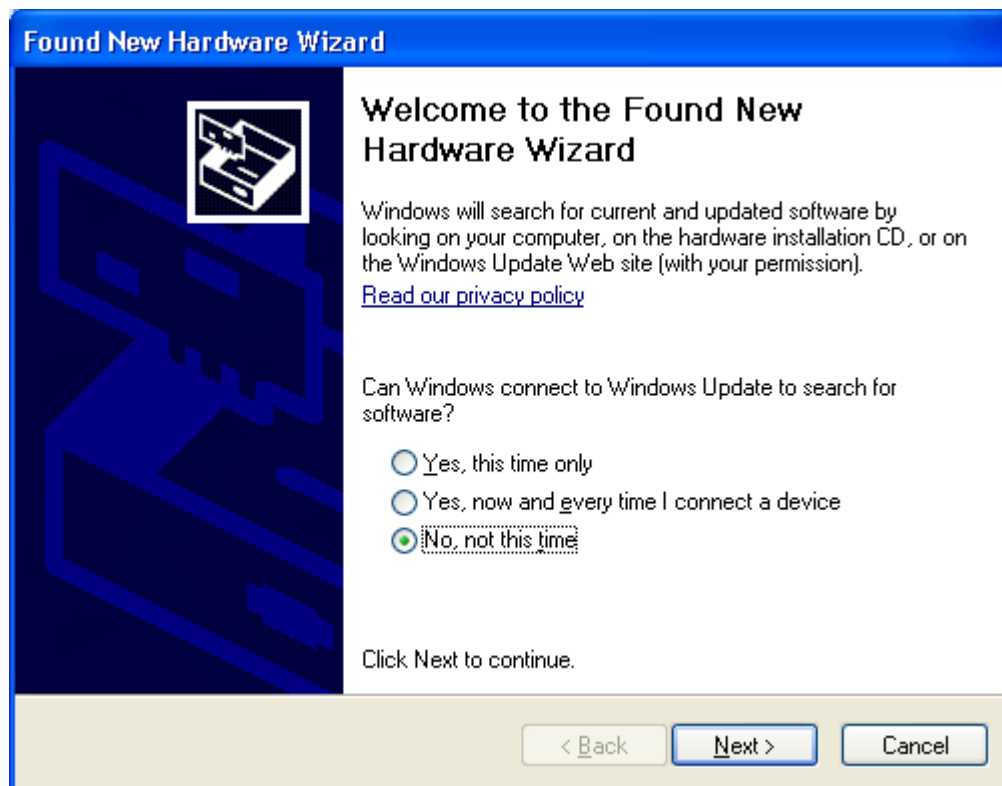 Found New Hardware Wizard
Welcome to the Found New
Hardware Wizard
Windows will search for current and updated software by
looking on your computer, on the hardware installation CD, or on
the Windows Update Web site (with your permission).
Read our privacy policy
Can Windows connect to Windows Update to search for
software?
Yes, this time only
Yes, now and every time I connect a device
No, not this time
Click Next to continue.
< Back
Next >
Cancel